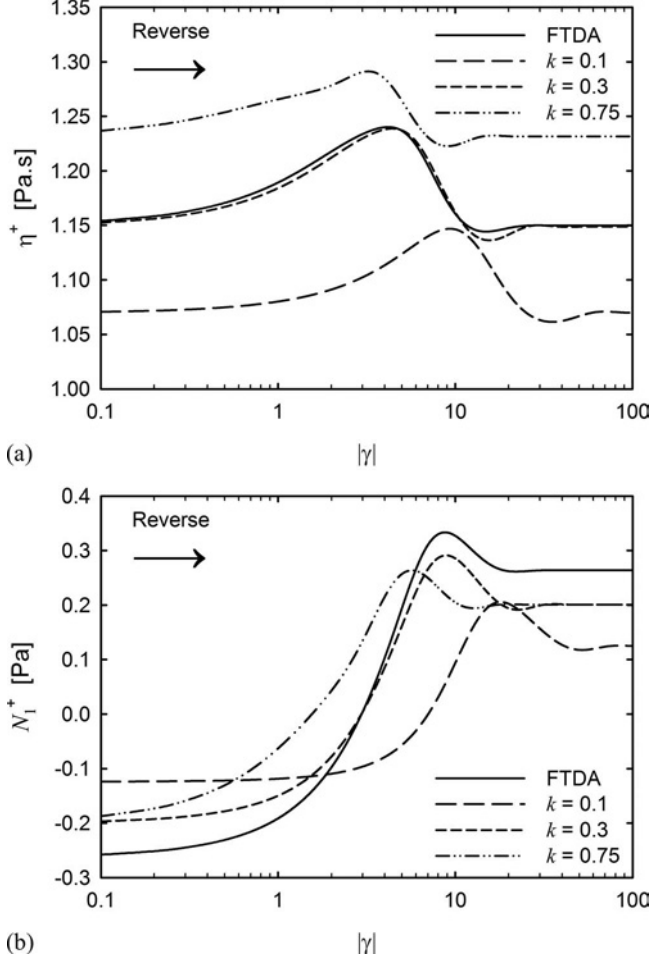 1.35
1.30
1.25
1.20
1.15
1.10
1.05
1.00
η⁺ [Pa.s]
Reverse
FTDA
k = 0.1
k = 0.3
k = 0.75
0.1 1 10 100
(a) |γ|
0.4
0.3
0.2
0.1
0.0
-0.1
-0.2
-0.3
N₁⁺ [Pa]
Reverse
FTDA
k = 0.1
k = 0.3
k = 0.75
0.1 1 10 100
(b) |γ|